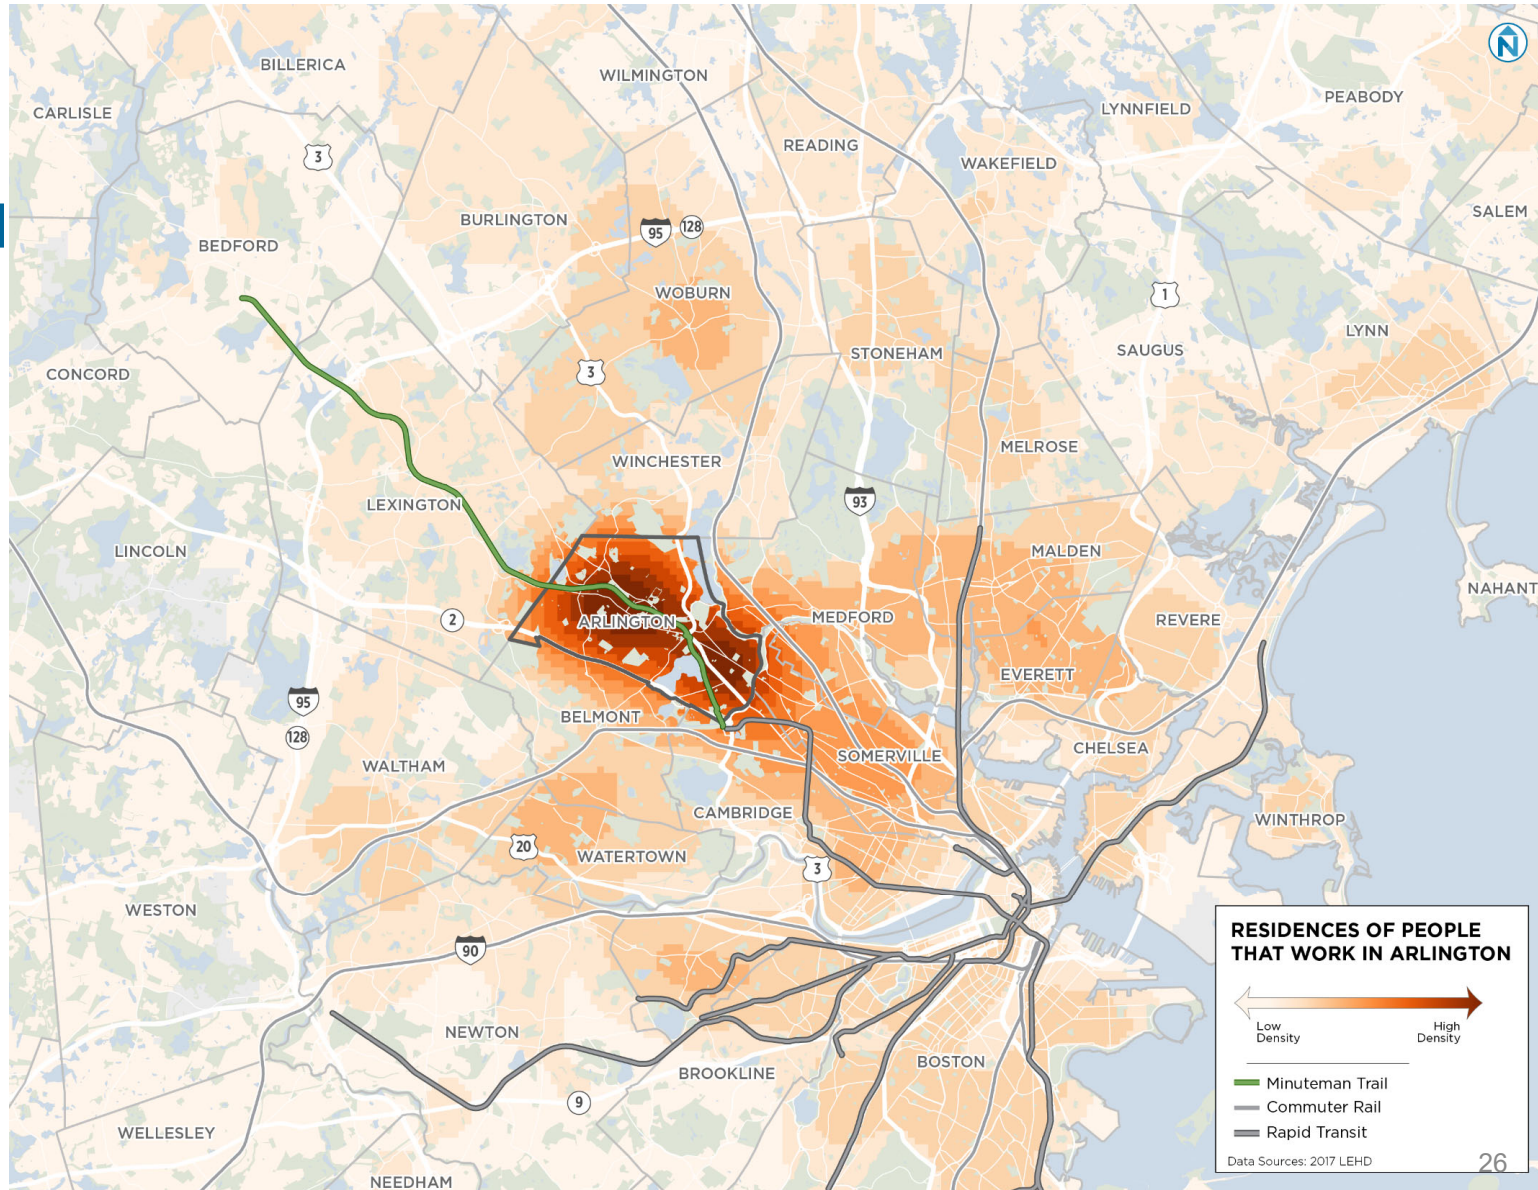 N
BILLERICA
WILMINGTON
CARLISLE
LYNNFIELD
PEABODY
READING
3
WAKEFIELD
SALEM
BURLINGTON
95
128
BEDFORD
WOBURN
1
LYNN
CONCORD
3
STONEHAM
SAUGUS
MELROSE
WINCHESTER
LEXINGTON
93
LINCOLN
MALDEN
NAHANT
2
ARLINGTON
MEDFORD
REVERE
EVERETT
95
BELMONT
128
CHELSEA
SOMERVILLE
WALTHAM
CAMBRIDGE
WINTHROP
20
WATERTOWN
3
WESTON
90
NEWTON
BOSTON
BROOKLINE
9
WELLESLEY
NEEDHAM
RESIDENCES OF PEOPLE
THAT WORK IN ARLINGTON
Low
Density
High
Density
Minuteman Trail
Commuter Rail
Rapid Transit
Data Sources: 2017 LEHD
26